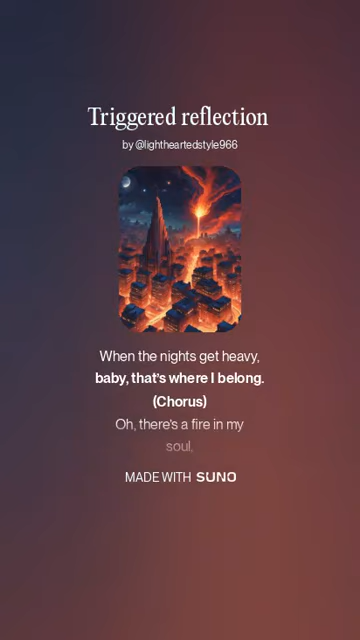 Triggered reflection
by @lightheartedstyle966
When the nights get heavy,
baby, that's where I belong.
(Chorus)
Oh, there's a fire in my
soul,
MADE WITH SUNO